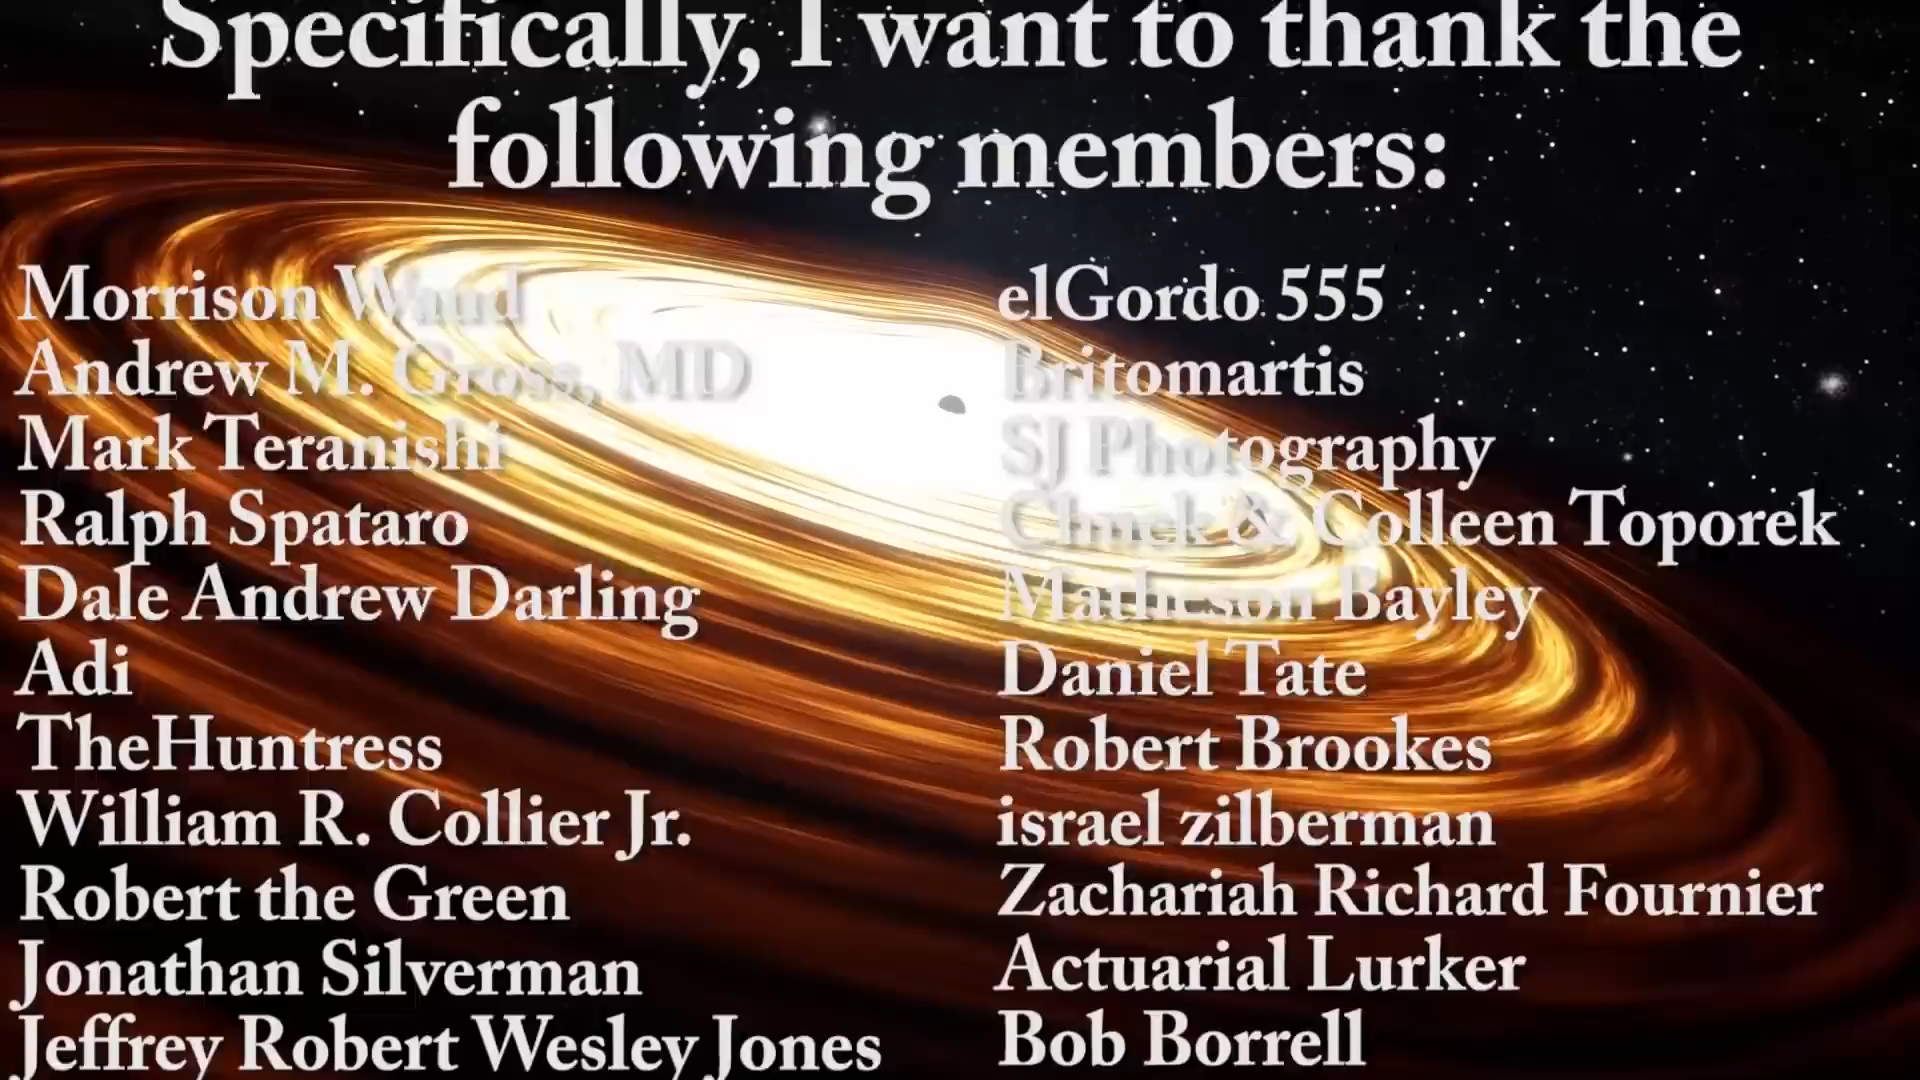 Specifically, I want to thank the
following members:
Morrison Waud
Andrew M. Gross, MD
Mark Teranishi
Ralph Spataro
Dale Andrew Darling
Adi
TheHuntress
William R. Collier Jr.
Robert the Green
Jonathan Silverman
Jeffrey Robert Wesley Jones
elGordo 555
Britomartis
SJ Photography
Chuck & Colleen Toporek
Matheson Bayley
Daniel Tate
Robert Brookes
israel zilberman
Zachariah Richard Fournier
Actuarial Lurker
Bob Borrell